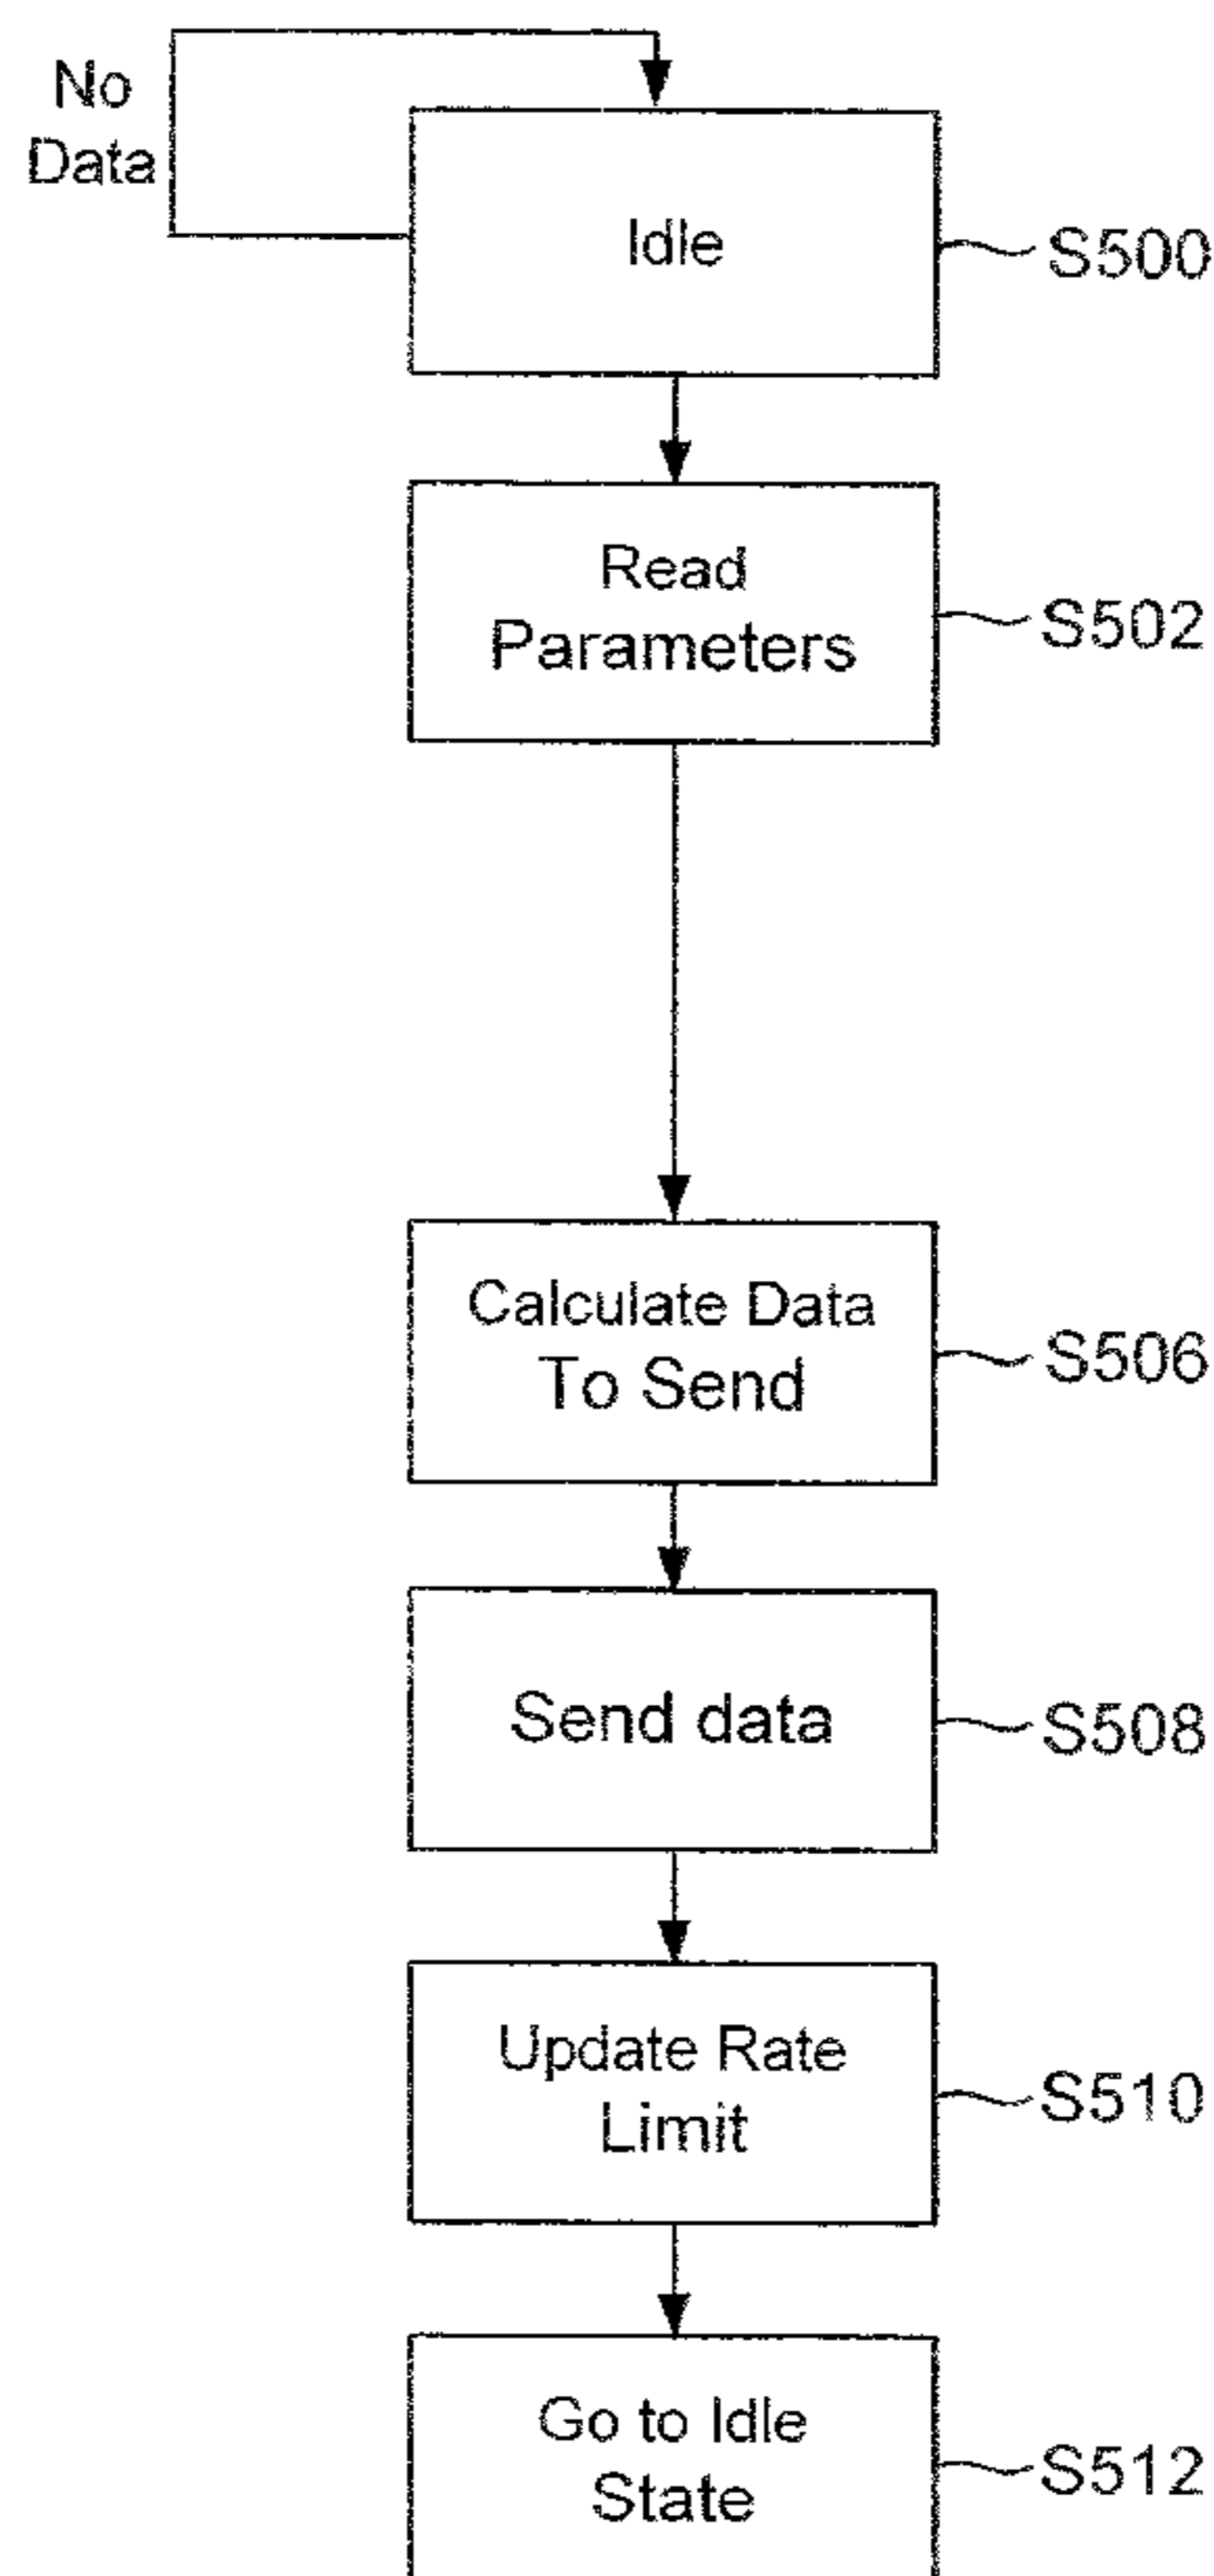 No
Data
Idle
S500
Read
Parameters
S502
Calculate Data
To Send
S506
Send data
S508
Update Rate
Limit
S510
Go to Idle
State
S512